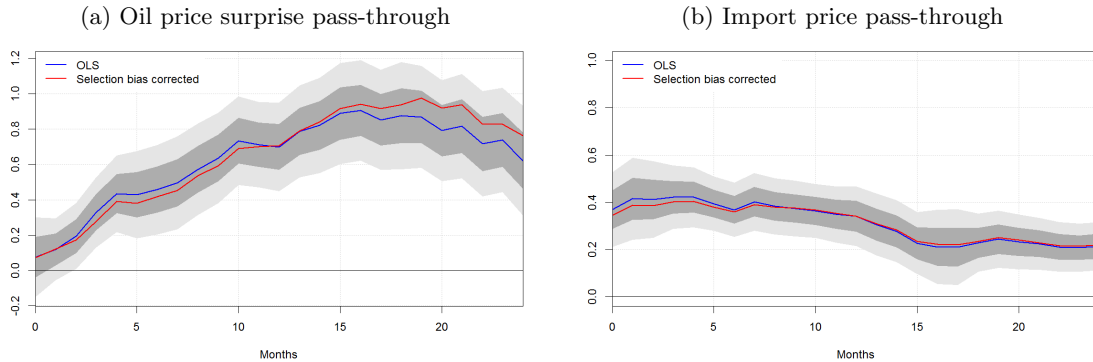 (a) Oil price surprise pass-through
OLS
Selection bias corrected
1.2
1.0
0.8
0.6
0.4
0.2
0.0
-0.2
0 5 10 15 20
Months
(b) Import price pass-through
OLS
Selection bias corrected
1.0
0.8
0.6
0.4
0.2
0.0
0 5 10 15 20
Months